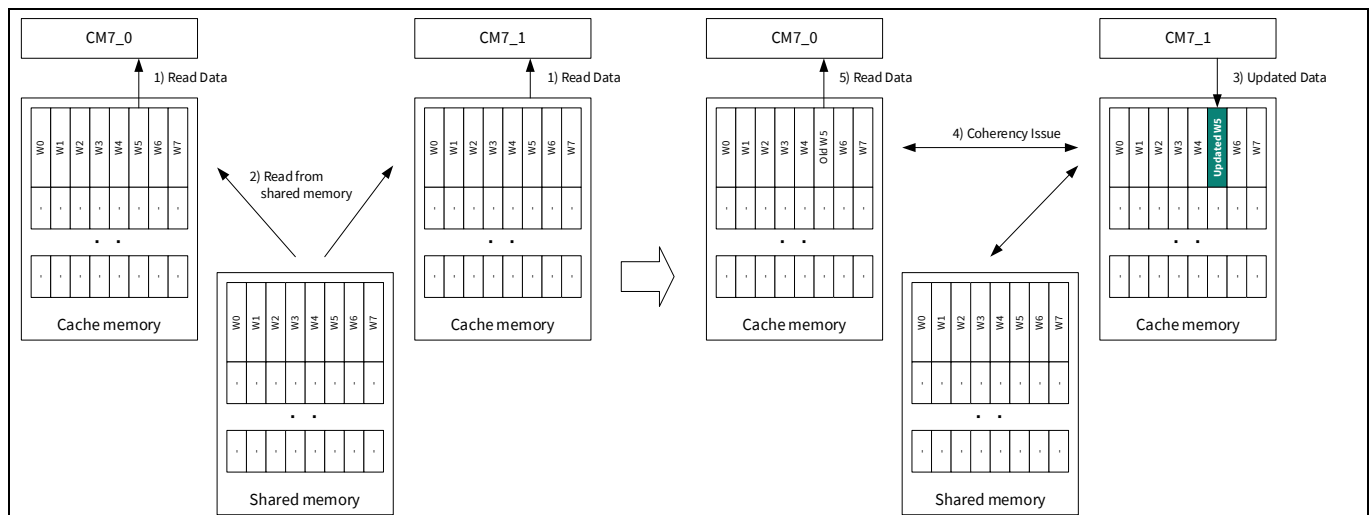 CM7_0
CM7_1
CM7_0
CM7_1
1) Read Data
1) Read Data
5) Read Data
3) Updated Data
W0 W1 W2 W3 W4 W5 W6 W7
- - - - - - - -
. .
- - - - - - - -
Cache memory
2) Read from
shared memory
W0 W1 W2 W3 W4 W5 W6 W7
- - - - - - - -
. .
- - - - - - - -
Cache memory
W0 W1 W2 W3 W4 W5 W6 W7
- - - - - - - -
. .
- - - - - - - -
Shared memory
W0 W1 W2 W3 W4 Old W5 W6 W7
- - - - - - - -
. .
- - - - - - - -
Cache memory
4) Coherency Issue
W0 W1 W2 W3 W4 Updated W5 W6 W7
- - - - - - - -
. .
- - - - - - - -
Cache memory
W0 W1 W2 W3 W4 W5 W6 W7
- - - - - - - -
. .
- - - - - - - -
Shared memory